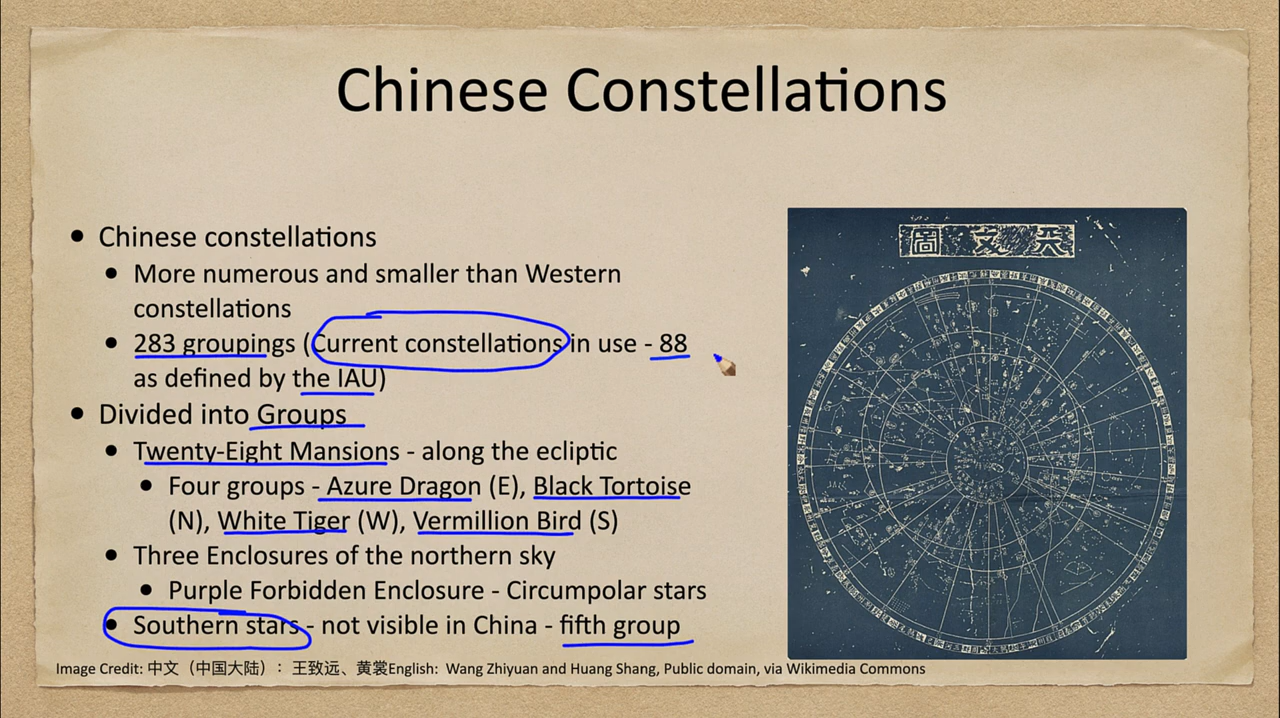 Chinese Constellations
• Chinese constellations
• More numerous and smaller than Western
constellations
• 283 groupings (Current constellations in use - 88
as defined by the IAU)
• Divided into Groups
• Twenty-Eight Mansions - along the ecliptic
• Four groups - Azure Dragon (E), Black Tortoise
(N), White Tiger (W), Vermillion Bird (S)
• Three Enclosures of the northern sky
• Purple Forbidden Enclosure - Circumpolar stars
• Southern stars - not visible in China - fifth group
圖文天
Image Credit: 中文（中国大陆）： 王致远、黄裳English: Wang Zhiyuan and Huang Shang, Public domain, via Wikimedia Commons